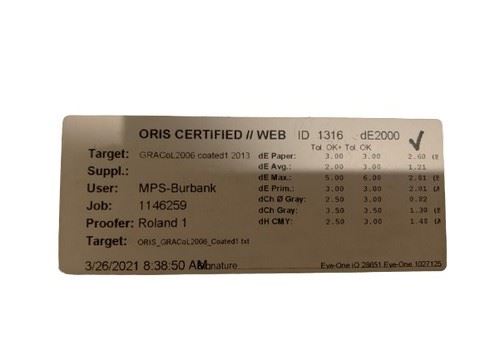 ORIS CERTIFIED // WEB ID 1316 dE2000
Tol. OK+ Tol. OK
Target: GRACoL2006 coated1 2013 dE Paper: 3.00 3.00 2.60
Suppl.: dE Avg.: 2.00 3.00 1.21
dE Max.: 5.00 6.00 2.81
User: MPS-Burbank dE Prim.: 3.00 3.00 2.01
Job: 1146259 dCh Ø Gray: 2.50 3.00 0.82
dCh Gray: 3.50 3.50 1.30
Proofer: Roland 1 dH CMY: 2.50 3.00 1.48
Target: ORIS_GRACoL2006_Coated1.txt
3/26/2021 8:38:50 AM Signature
Eye-One iO 28651 Eye-One 1027125